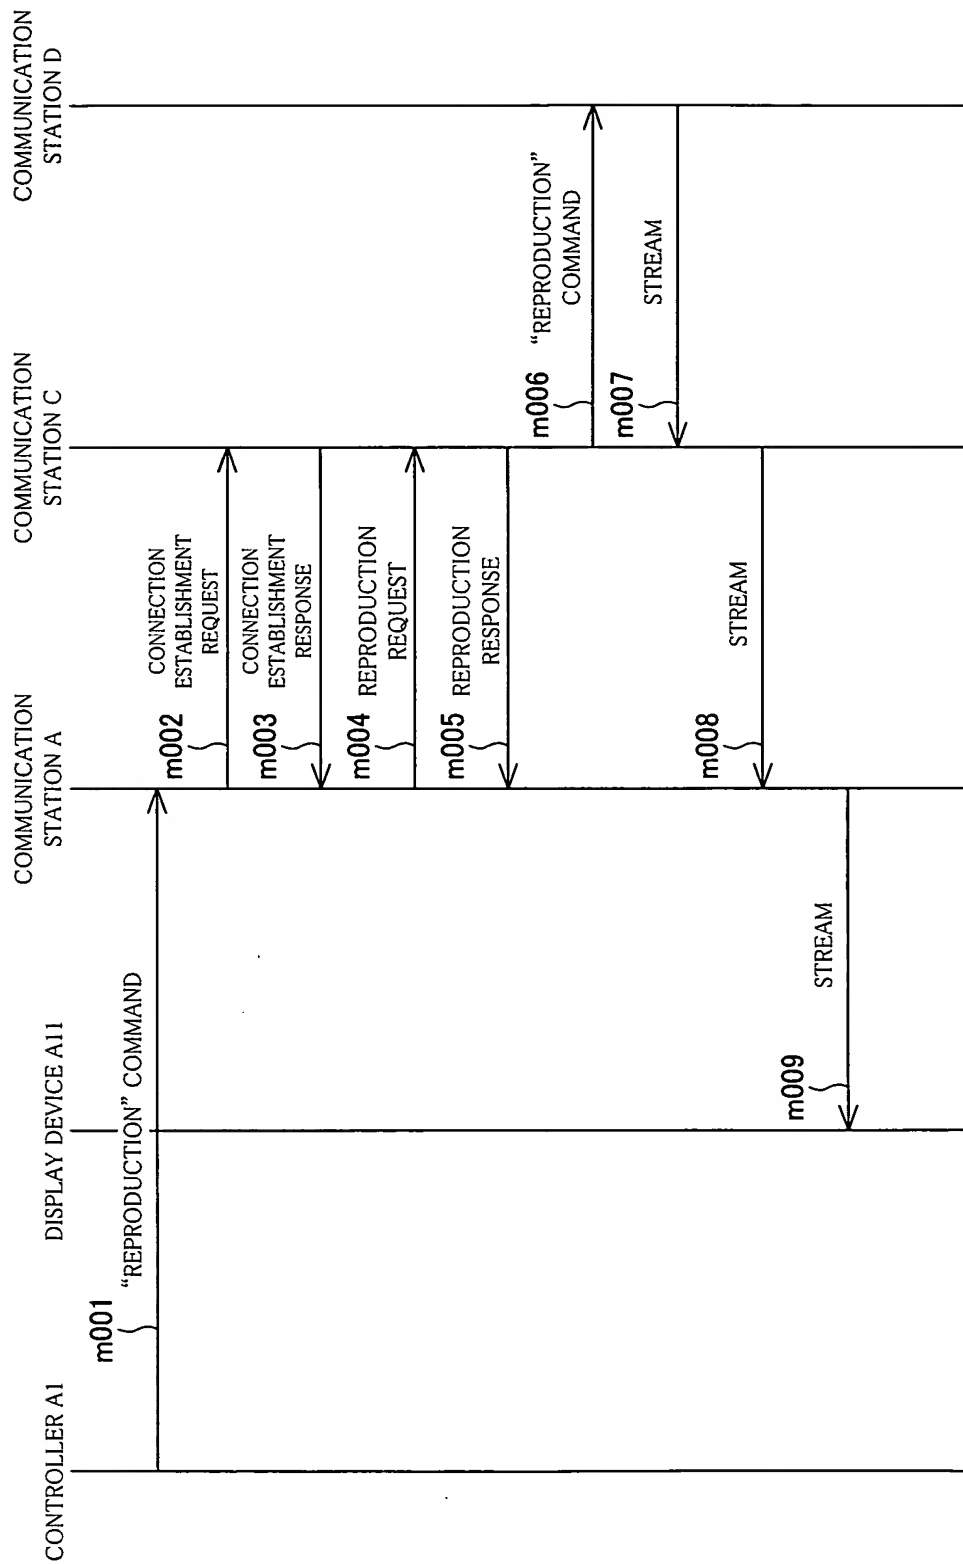 CONTROLLER A1
DISPLAY DEVICE A11
COMMUNICATION
STATION A
COMMUNICATION
STATION C
COMMUNICATION
STATION D
m001
“REPRODUCTION” COMMAND
m002
CONNECTION
ESTABLISHMENT
REQUEST
m003
CONNECTION
ESTABLISHMENT
RESPONSE
m004
REPRODUCTION
REQUEST
m005
REPRODUCTION
RESPONSE
m006
“REPRODUCTION”
COMMAND
m007
STREAM
m008
STREAM
m009
STREAM